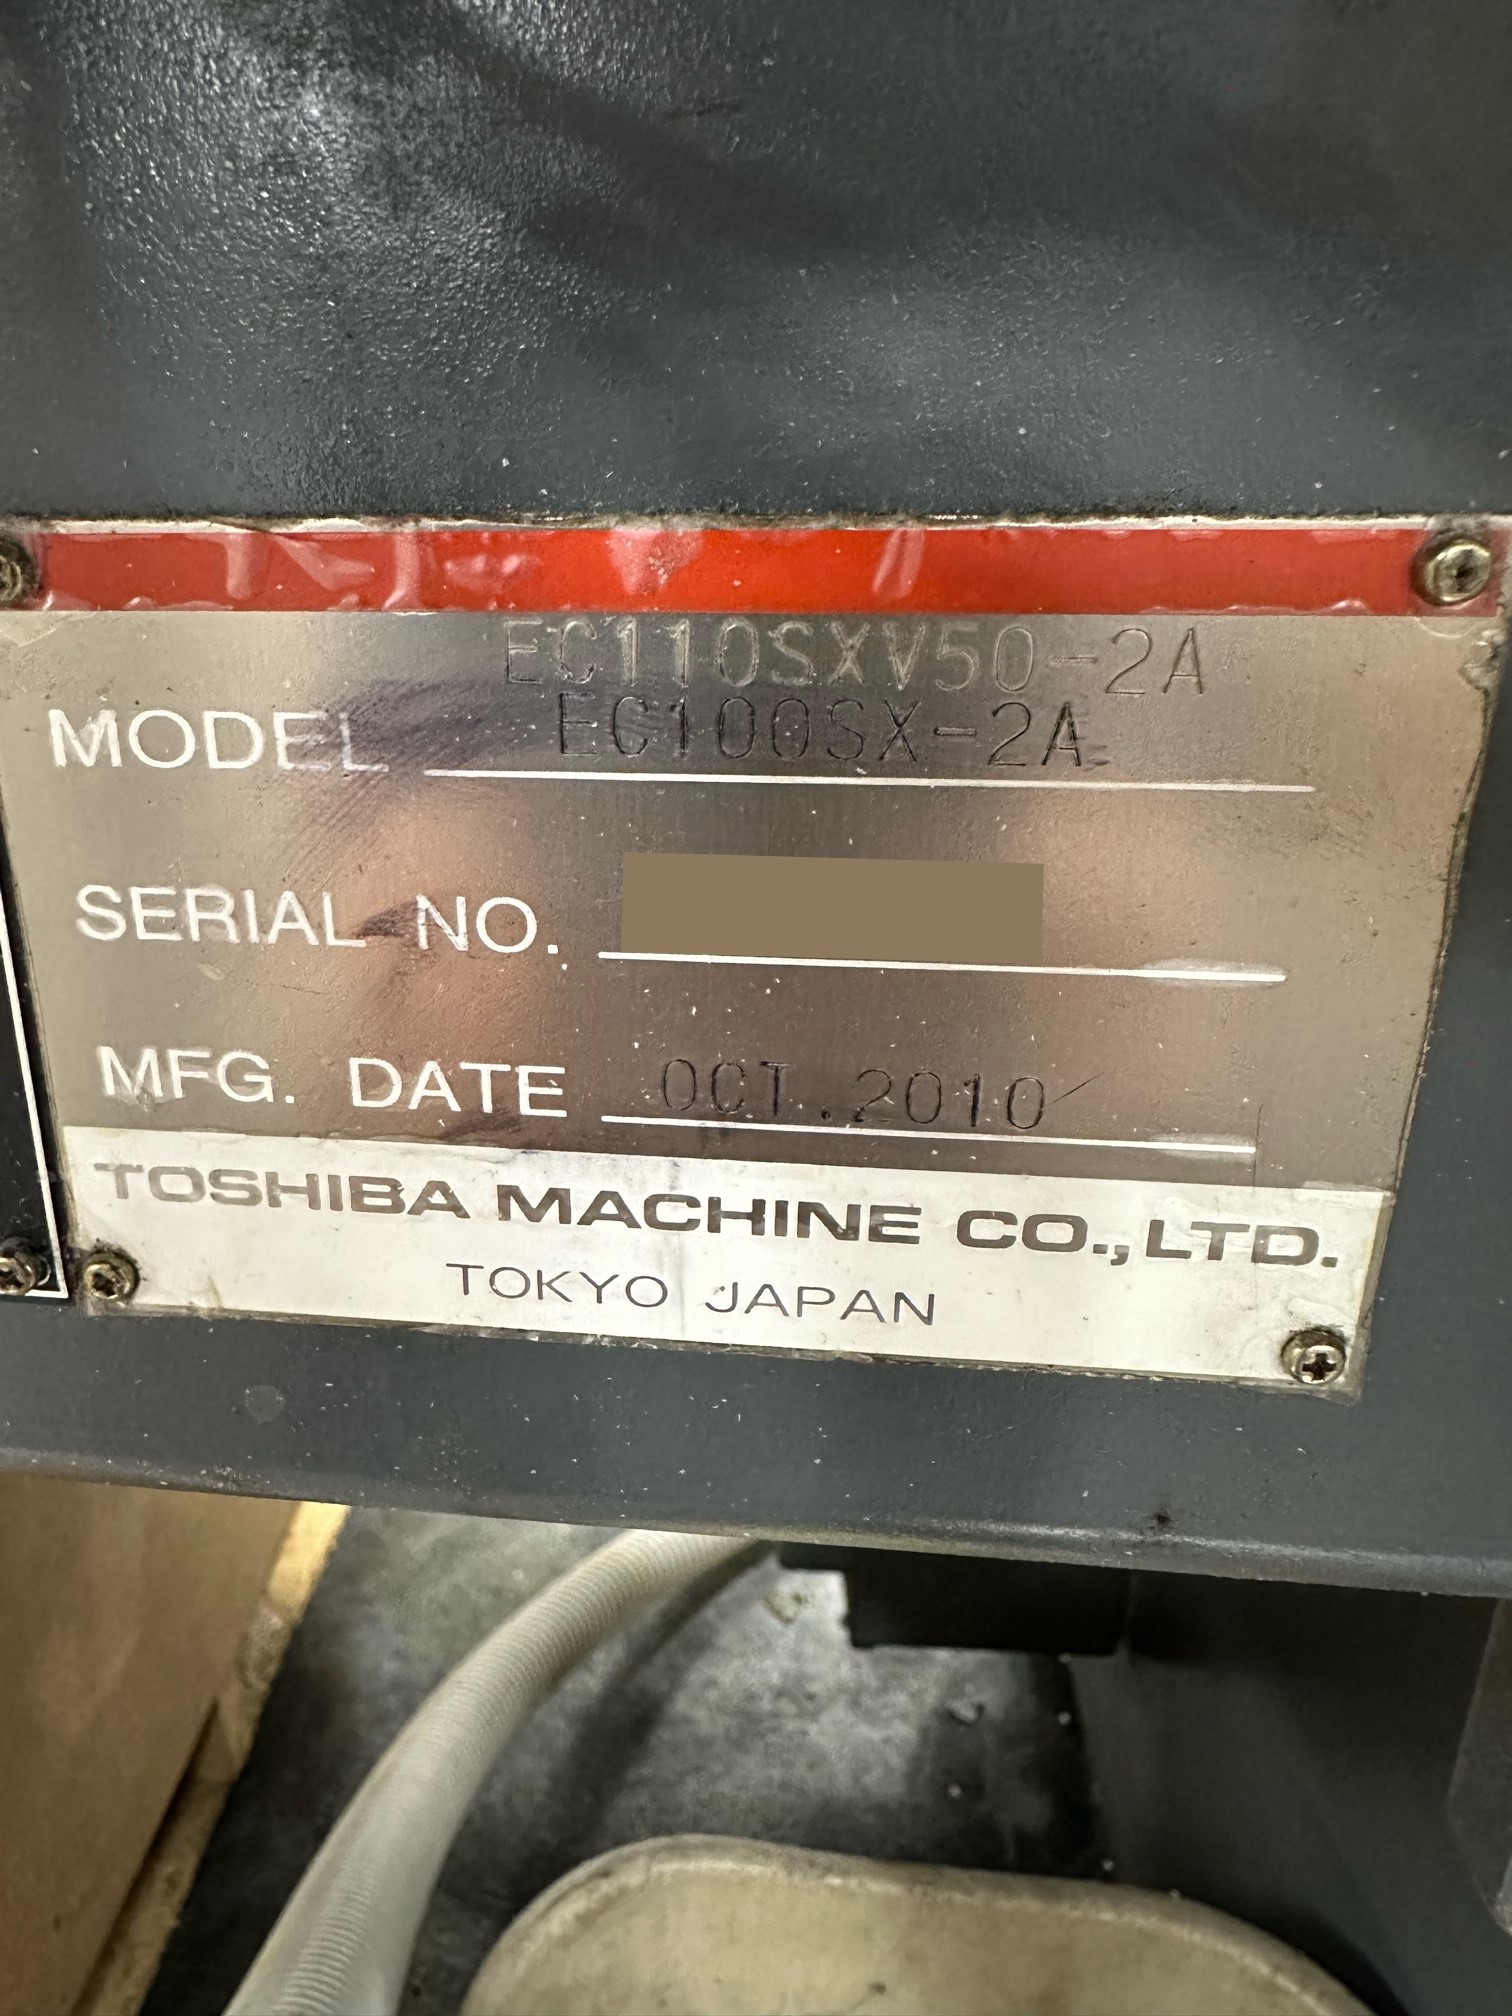 EC110SXV50-2A
MODEL EC100SX-2A
SERIAL NO.
MFG. DATE OCT.2010
TOSHIBA MACHINE CO.,LTD.
TOKYO JAPAN